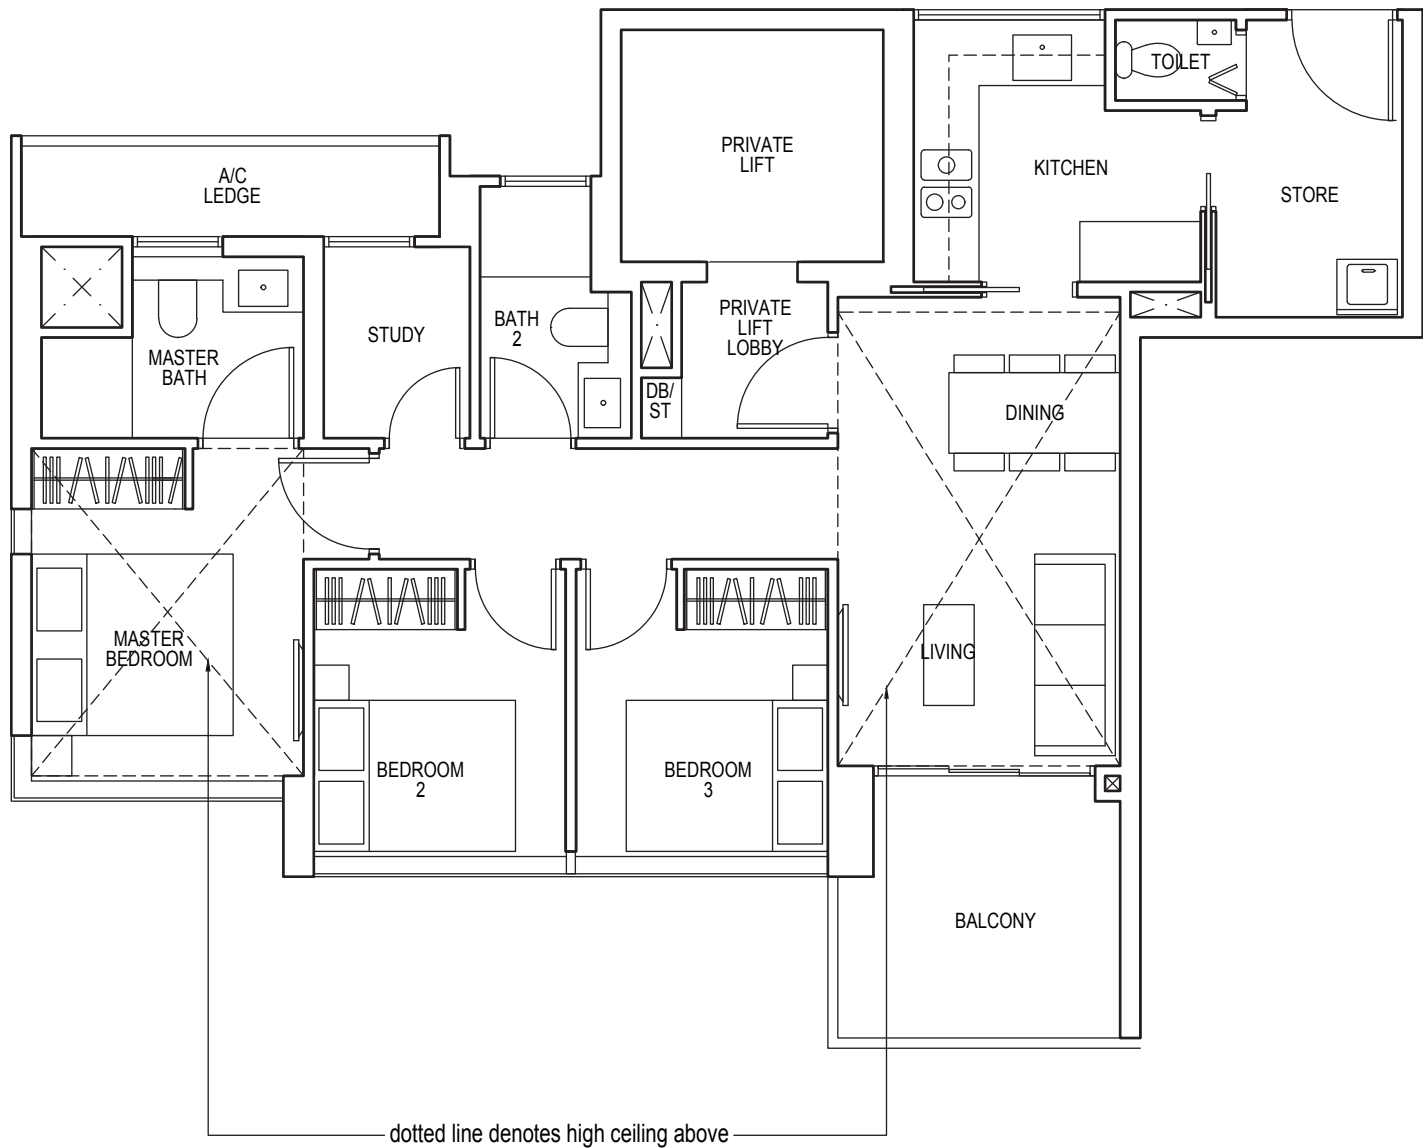 TOILET
PRIVATE
LIFT
KITCHEN
A/C
LEDGE
STORE
PRIVATE
LIFT
LOBBY
BATH
2
STUDY
MASTER
BATH
DB/
ST
DINING
MASTER
BEDROOM
LIVING
BEDROOM
2
BEDROOM
3
BALCONY
dotted line denotes high ceiling above